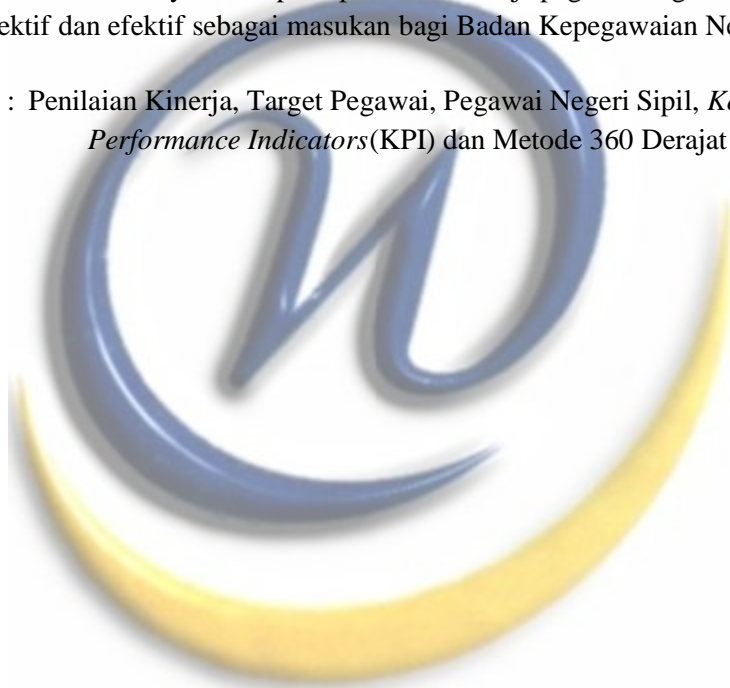 ektif dan efektif sebagai masukan bagi Badan Kepegawaian Ne
: Penilaian Kinerja, Target Pegawai, Pegawai Negeri Sipil,
Performance Indicators(KPI) dan Metode 360 Derajat